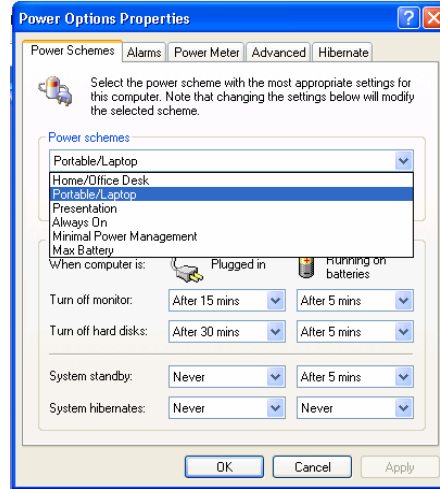 Power Options Properties
Power Schemes Alarms Power Meter Advanced Hibernate
Select the power scheme with the most appropriate settings for
this computer. Note that changing the settings below will modify
the selected scheme.
Power schemes
Portable/Laptop
Home/Office Desk
Portable/Laptop
Presentation
Always On
Minimal Power Management
Max Battery
When computer is: Plugged in Running on
batteries
Turn off monitor: After 15 mins After 5 mins
Turn off hard disks: After 30 mins After 5 mins
System standby: Never After 5 mins
System hibernates: Never Never
OK Cancel Apply